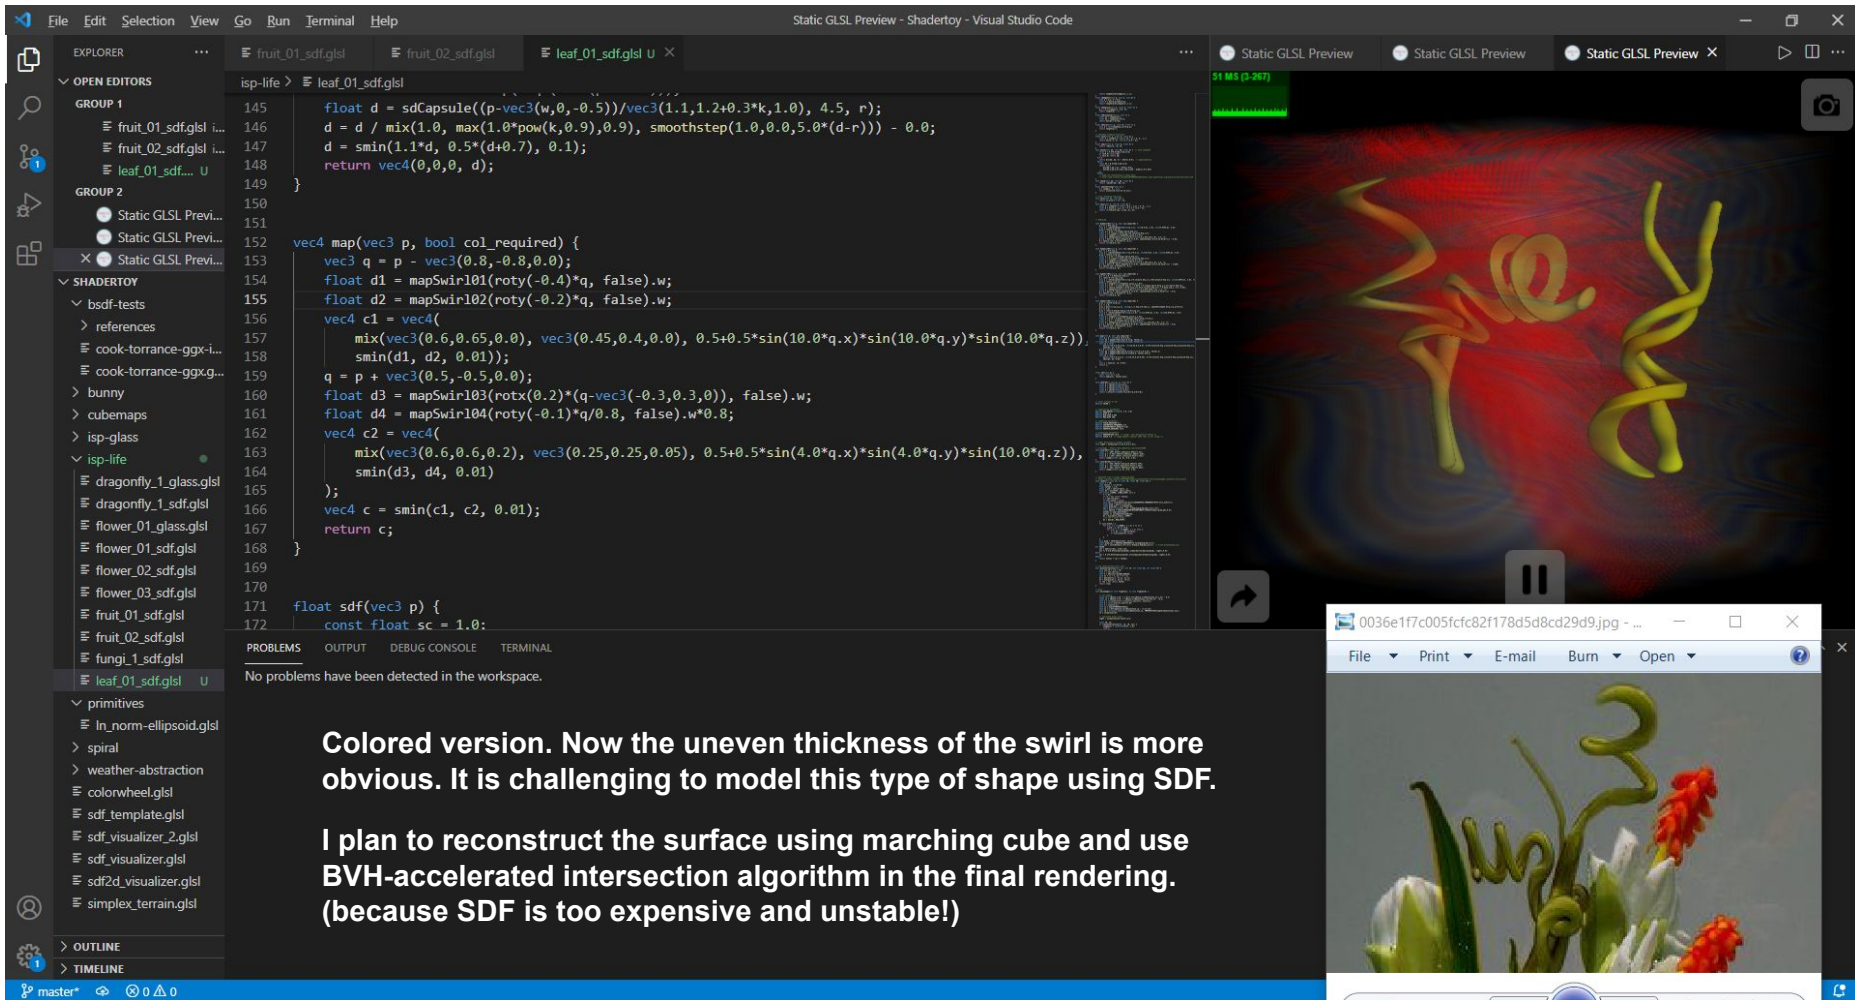 File Edit Selection View Go Run Terminal Help
Static GLSL Preview - Shadertoy - Visual Studio Code
EXPLORER
OPEN EDITORS
GROUP 1
fruit_01_sdf.glsl i...
fruit_02_sdf.glsl i...
leaf_01_sdf.... U
GROUP 2
Static GLSL Previ...
Static GLSL Previ...
Static GLSL Previ...
SHADERTOY
bsdf-tests
references
cook-torrance-ggx-i...
cook-torrance-ggx.g...
bunny
cubemaps
isp-glass
isp-life
dragonfly_1_glass.glsl
dragonfly_1_sdf.glsl
flower_01_glass.glsl
flower_01_sdf.glsl
flower_02_sdf.glsl
flower_03_sdf.glsl
fruit_01_sdf.glsl
fruit_02_sdf.glsl
fungi_1_sdf.glsl
leaf_01_sdf.glsl U
primitives
ln_norm-ellipsoid.glsl
spiral
weather-abstraction
colorwheel.glsl
sdf_template.glsl
sdf_visualizer_2.glsl
sdf_visualizer.glsl
sdf2d_visualizer.glsl
simplex_terrain.glsl
OUTLINE
TIMELINE
master* 0 0
fruit_01_sdf.glsl fruit_02_sdf.glsl leaf_01_sdf.glsl U
isp-life > leaf_01_sdf.glsl
145 float d = sdCapsule((p-vec3(w,0,-0.5))/vec3(1.1,1.2+0.3*k,1.0), 4.5, r);
146 d = d / mix(1.0, max(1.0*pow(k,0.9),0.9), smoothstep(1.0,0.0,5.0*(d-r))) - 0.0;
147 d = smin(1.1*d, 0.5*(d+0.7), 0.1);
148 return vec4(0,0,0, d);
149 }
150
151
152 vec4 map(vec3 p, bool col_required) {
153 vec3 q = p - vec3(0.8,-0.8,0.0);
154 float d1 = mapSwirl01(roty(-0.4)*q, false).w;
155 float d2 = mapSwirl02(roty(-0.2)*q, false).w;
156 vec4 c1 = vec4(
157 mix(vec3(0.6,0.65,0.0), vec3(0.45,0.4,0.0), 0.5+0.5*sin(10.0*q.x)*sin(10.0*q.y)*sin(10.0*q.z)),
158 smin(d1, d2, 0.01));
159 q = p + vec3(0.5,-0.5,0.0);
160 float d3 = mapSwirl03(rotx(0.2)*(q-vec3(-0.3,0.3,0)), false).w;
161 float d4 = mapSwirl04(roty(-0.1)*q/0.8, false).w*0.8;
162 vec4 c2 = vec4(
163 mix(vec3(0.6,0.6,0.2), vec3(0.25,0.25,0.05), 0.5+0.5*sin(4.0*q.x)*sin(4.0*q.y)*sin(10.0*q.z)),
164 smin(d3, d4, 0.01)
165 );
166 vec4 c = smin(c1, c2, 0.01);
167 return c;
168 }
169
170
171 float sdf(vec3 p) {
172 const float sc = 1.0;
PROBLEMS OUTPUT DEBUG CONSOLE TERMINAL
No problems have been detected in the workspace.
Colored version. Now the uneven thickness of the swirl is more
obvious. It is challenging to model this type of shape using SDF.
I plan to reconstruct the surface using marching cube and use
BVH-accelerated intersection algorithm in the final rendering.
(because SDF is too expensive and unstable!)
Static GLSL Preview Static GLSL Preview Static GLSL Preview
51 MS (3-267)
0036e1f7c005fcfc82f178d5d8cd29d9.jpg - ...
File Print E-mail Burn Open